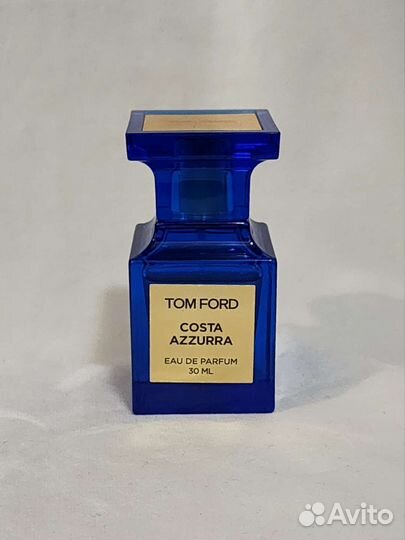 TOM FORD
COSTA
AZZURRA
EAU DE PARFUM
30 ML
Avito